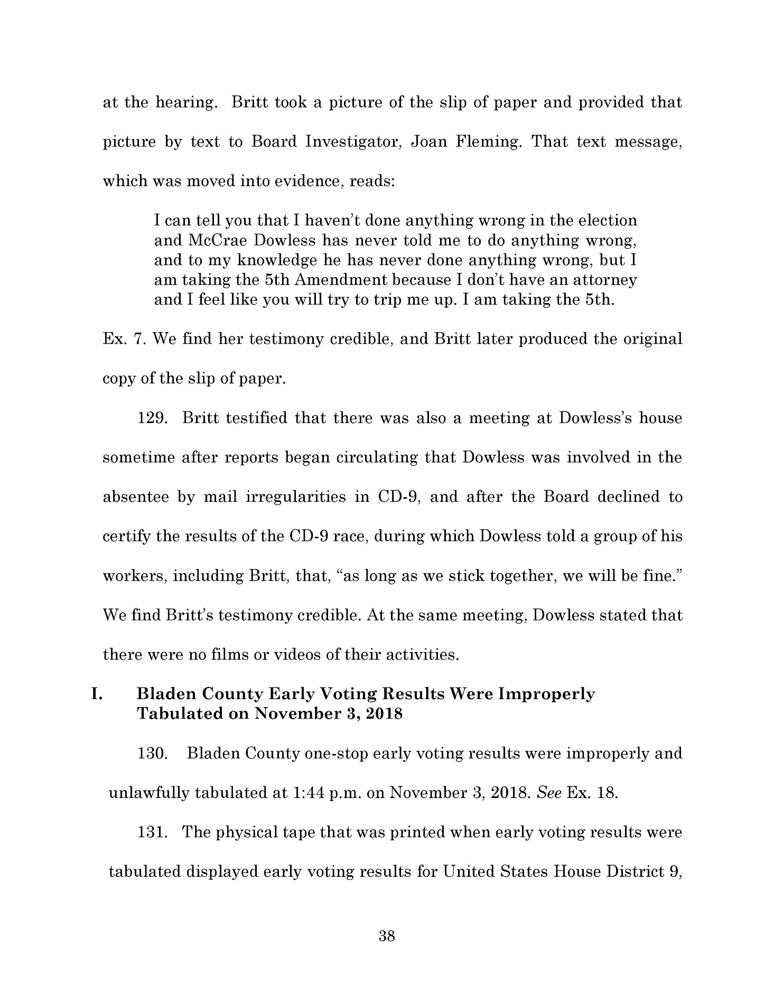 at the hearing. Britt took a picture of the slip of paper and provided that
picture by text to Board Investigator, Joan Fleming. That text message,
which was moved into evidence, reads:
I can tell you that I haven’t done anything wrong in the election
and McCrae Dowless has never told me to do anything wrong,
and to my knowledge he has never done anything wrong, but I
am taking the 5th Amendment because I don’t have an attorney
and I feel like you will try to trip me up. I am taking the 5th.
Ex. 7. We find her testimony credible, and Britt later produced the original
copy of the slip of paper.
129. Britt testified that there was also a meeting at Dowless’s house
sometime after reports began circulating that Dowless was involved in the
absentee by mail irregularities in CD-9, and after the Board declined to
certify the results of the CD-9 race, during which Dowless told a group of his
workers, including Britt, that, “as long as we stick together, we will be fine.”
We find Britt’s testimony credible. At the same meeting, Dowless stated that
there were no films or videos of their activities.
I. Bladen County Early Voting Results Were Improperly
Tabulated on November 3, 2018
130. Bladen County one-stop early voting results were improperly and
unlawfully tabulated at 1:44 p.m. on November 3, 2018. See Ex. 18.
131. The physical tape that was printed when early voting results were
tabulated displayed early voting results for United States House District 9,
38